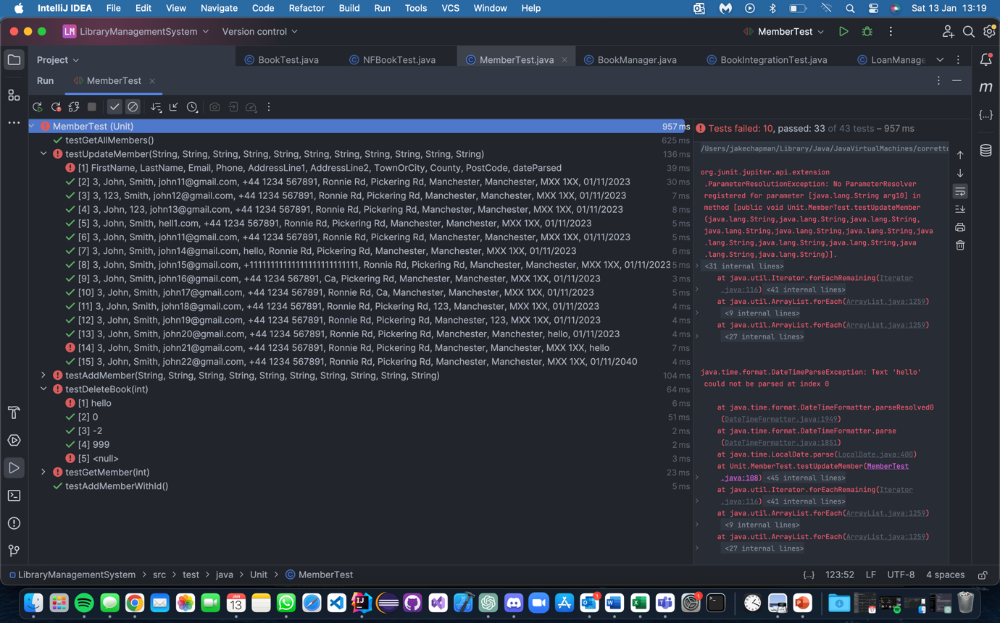 IntelliJ IDEA File Edit View Navigate Code Refactor Build Run Tools VCS Window Help Sat 13 Jan 13:19
LM LibraryManagementSystem Version control MemberTest
Project BookTest.java NFBookTest.java MemberTest.java BookManager.java BookIntegrationTest.java LoanManage
Run MemberTest
MemberTest (Unit) 957 ms
testGetAllMembers() 625 ms
testUpdateMember(String, String, String, String, String, String, String, String, String, String, String) 136 ms
[1] FirstName, LastName, Email, Phone, AddressLine1, AddressLine2, TownOrCity, County, PostCode, dateParsed 39 ms
[2] 3, John, Smith, john11@gmail.com, +44 1234 567891, Ronnie Rd, Pickering Rd, Manchester, Manchester, MXX 1XX, 01/11/2023 30 ms
[3] 3, 123, Smith, john12@gmail.com, +44 1234 567891, Ronnie Rd, Pickering Rd, Manchester, Manchester, MXX 1XX, 01/11/2023 7 ms
[4] 3, John, 123, john13@gmail.com, +44 1234 567891, Ronnie Rd, Pickering Rd, Manchester, Manchester, MXX 1XX, 01/11/2023 8 ms
[5] 3, John, Smith, hell1.com, +44 1234 567891, Ronnie Rd, Pickering Rd, Manchester, Manchester, MXX 1XX, 01/11/2023 5 ms
[6] 3, John, Smith, john11@gmail.com, +44 1234 567891, Ronnie Rd, Pickering Rd, Manchester, Manchester, MXX 1XX, 01/11/2023 5 ms
[7] 3, John, Smith, john14@gmail.com, hello, Ronnie Rd, Pickering Rd, Manchester, Manchester, MXX 1XX, 01/11/2023 6 ms
[8] 3, John, Smith, john15@gmail.com, +1111111111111111111111111111, Ronnie Rd, Pickering Rd, Manchester, Manchester, MXX 1XX, 01/11/2023 5 ms
[9] 3, John, Smith, john16@gmail.com, +44 1234 567891, Ca, Pickering Rd, Manchester, Manchester, MXX 1XX, 01/11/2023 3 ms
[10] 3, John, Smith, john17@gmail.com, +44 1234 567891, Ronnie Rd, Ca, Manchester, Manchester, MXX 1XX, 01/11/2023 5 ms
[11] 3, John, Smith, john18@gmail.com, +44 1234 567891, Ronnie Rd, Pickering Rd, 123, Manchester, MXX 1XX, 01/11/2023 4 ms
[12] 3, John, Smith, john19@gmail.com, +44 1234 567891, Ronnie Rd, Pickering Rd, Manchester, 123, MXX 1XX, 01/11/2023 4 ms
[13] 3, John, Smith, john20@gmail.com, +44 1234 567891, Ronnie Rd, Pickering Rd, Manchester, Manchester, hello, 01/11/2023 4 ms
[14] 3, John, Smith, john21@gmail.com, +44 1234 567891, Ronnie Rd, Pickering Rd, Manchester, Manchester, MXX 1XX, hello 7 ms
[15] 3, John, Smith, john22@gmail.com, +44 1234 567891, Ronnie Rd, Pickering Rd, Manchester, Manchester, MXX 1XX, 01/11/2040 4 ms
testAddMember(String, String, String, String, String, String, String, String, String, String) 104 ms
testDeleteBook(int) 64 ms
[1] hello 6 ms
[2] 0 51 ms
[3] -2 2 ms
[4] 999 2 ms
[5] <null> 3 ms
testGetMember(int) 23 ms
testAddMemberWithId() 5 ms
Tests failed: 10, passed: 33 of 43 tests – 957 ms
/Users/jakechapman/Library/Java/JavaVirtualMachines/corretto
org.junit.jupiter.api.extension
.ParameterResolutionException: No ParameterResolver
registered for parameter [java.lang.String arg10] in
method [public void Unit.MemberTest.testUpdateMember
(java.lang.String,java.lang.String,java.lang.String,
java.lang.String,java.lang.String,java.lang.String,java
.lang.String,java.lang.String,java.lang.String,java
.lang.String,java.lang.String)].
<31 internal lines>
at java.util.Iterator.forEachRemaining(Iterator
.java:116) <41 internal lines>
at java.util.ArrayList.forEach(ArrayList.java:1259)
<9 internal lines>
at java.util.ArrayList.forEach(ArrayList.java:1259)
<27 internal lines>
java.time.format.DateTimeParseException: Text 'hello'
could not be parsed at index 0
at java.time.format.DateTimeFormatter.parseResolved0
(DateTimeFormatter.java:1949)
at java.time.format.DateTimeFormatter.parse
(DateTimeFormatter.java:1851)
at java.time.LocalDate.parse(LocalDate.java:400)
at Unit.MemberTest.testUpdateMember(MemberTest
.java:108) <45 internal lines>
at java.util.Iterator.forEachRemaining(Iterator
.java:116) <41 internal lines>
at java.util.ArrayList.forEach(ArrayList.java:1259)
<9 internal lines>
at java.util.ArrayList.forEach(ArrayList.java:1259)
<27 internal lines>
LibraryManagementSystem > src > test > java > Unit > MemberTest {...} 123:52 LF UTF-8 4 spaces
JAN
13